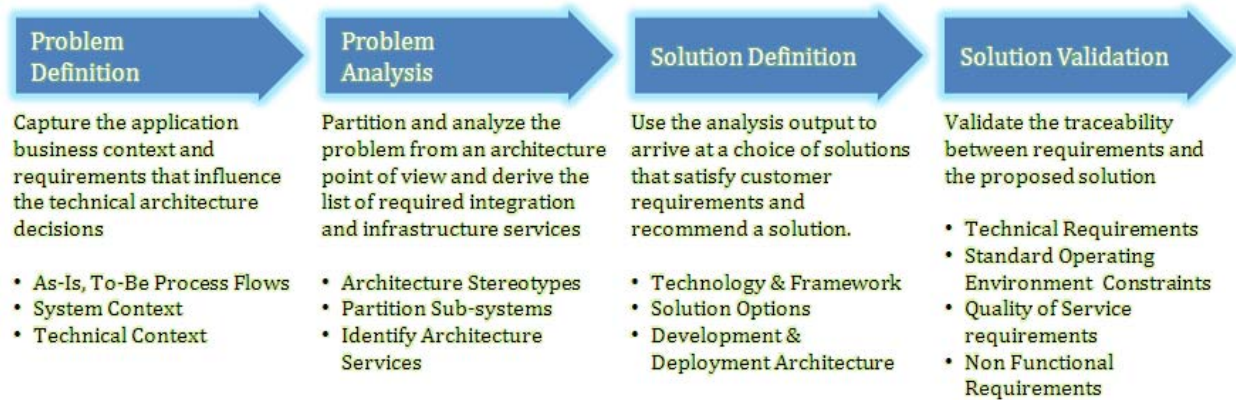 Problem
Definition
Capture the application
business context and
requirements that influence
the technical architecture
decisions
• As-Is, To-Be Process Flows
• System Context
• Technical Context
Problem
Analysis
Partition and analyze the
problem from an architecture
point of view and derive the
list of required integration
and infrastructure services
• Architecture Stereotypes
• Partition Sub-systems
• Identify Architecture
Services
Solution Definition
Use the analysis output to
arrive at a choice of solutions
that satisfy customer
requirements and
recommend a solution.
• Technology & Framework
• Solution Options
• Development &
Deployment Architecture
Solution Validation
Validate the traceability
between requirements and
the proposed solution
• Technical Requirements
• Standard Operating
Environment Constraints
• Quality of Service
requirements
• Non Functional
Requirements